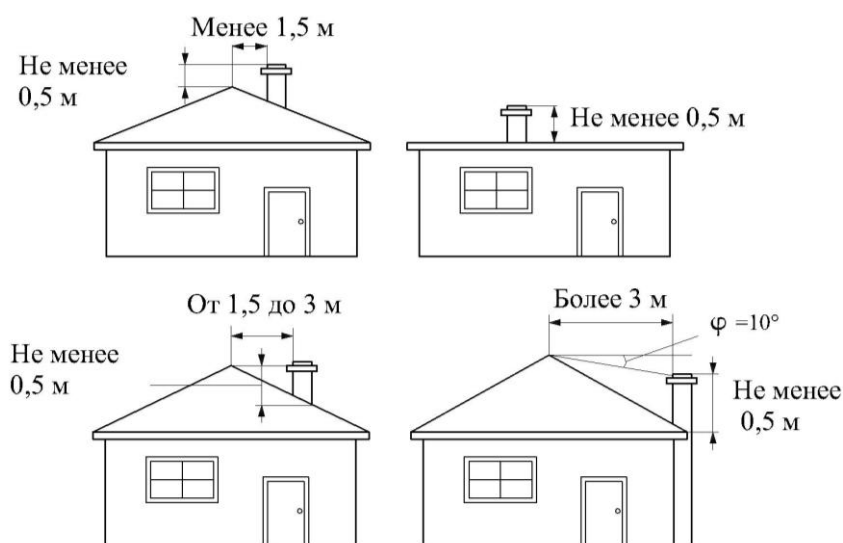 Менее 1,5 м
Не менее
0,5 м
Не менее 0,5 м
От 1,5 до 3 м
Не менее
0,5 м
Более 3 м
φ =10°
Не менее
0,5 м